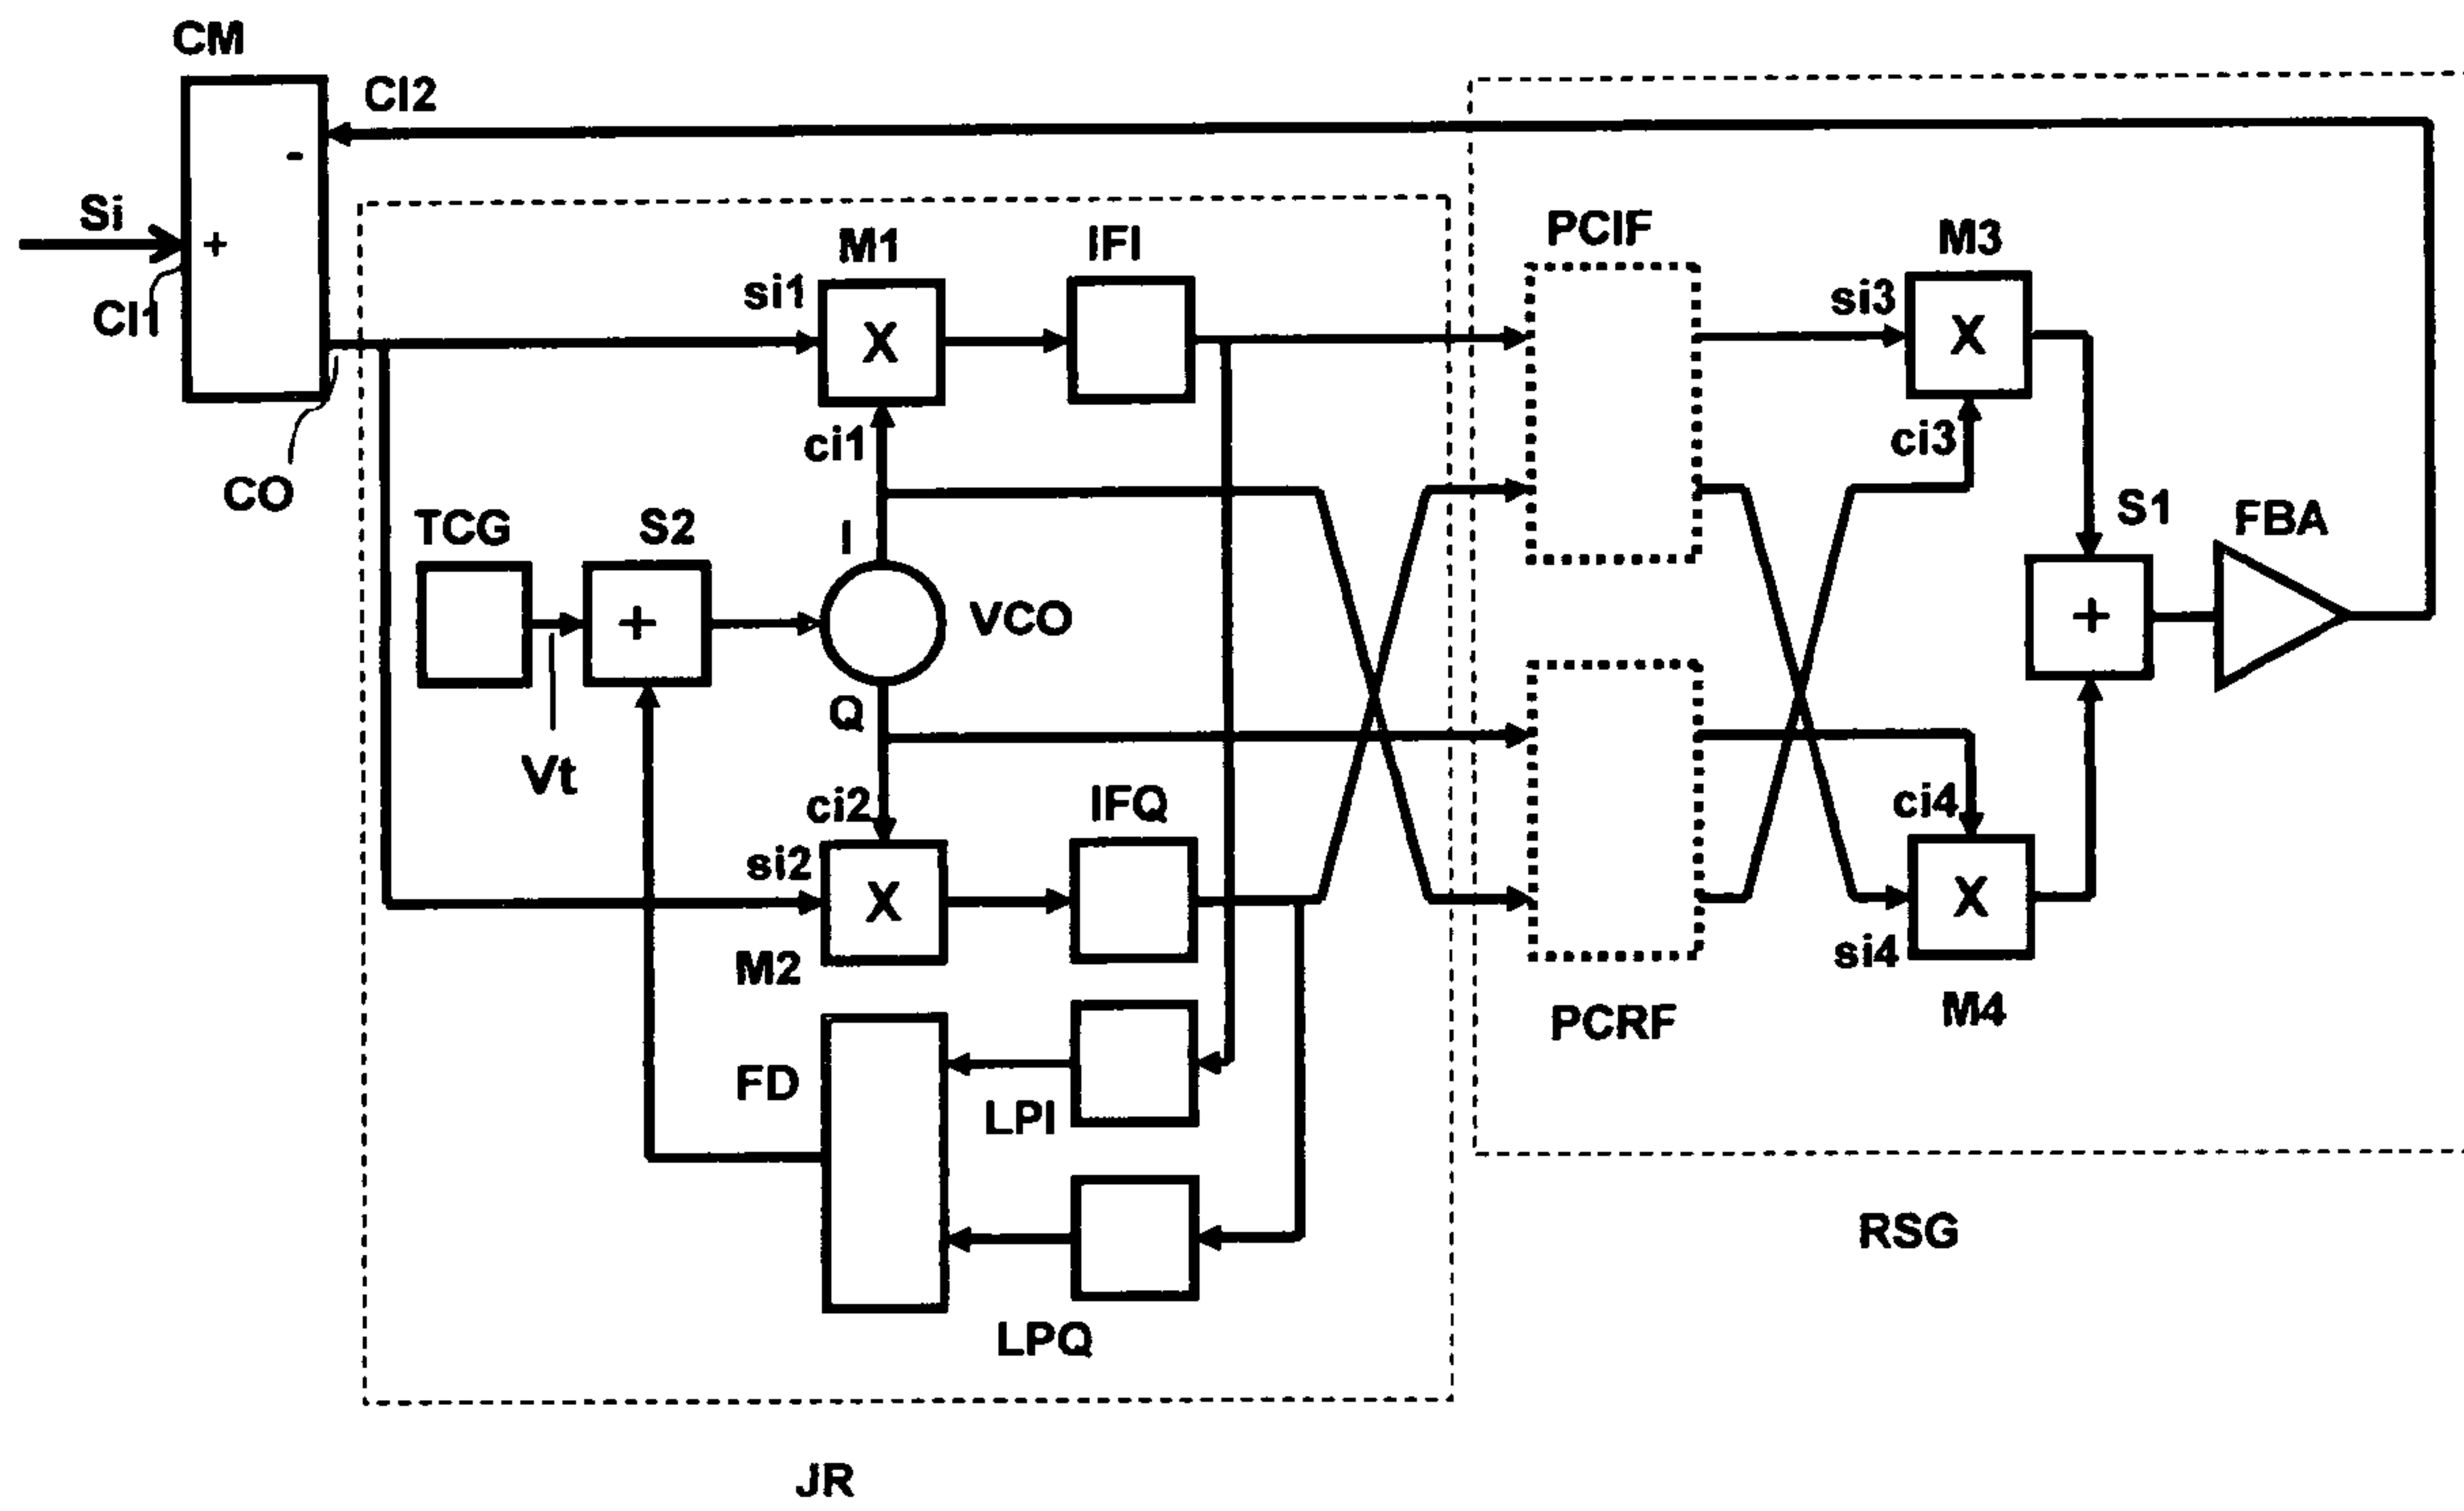 CM
CI2
-
Si
+
CI1
CO
M1
IFI
si1
X
ci1
PCIF
M3
si3
X
ci3
TCG
S2
I
+
VCO
Q
Vt
S1
FBA
+
ci2
IFQ
si2
X
M2
ci4
X
si4
M4
PCRF
FD
LPI
LPQ
RSG
JR